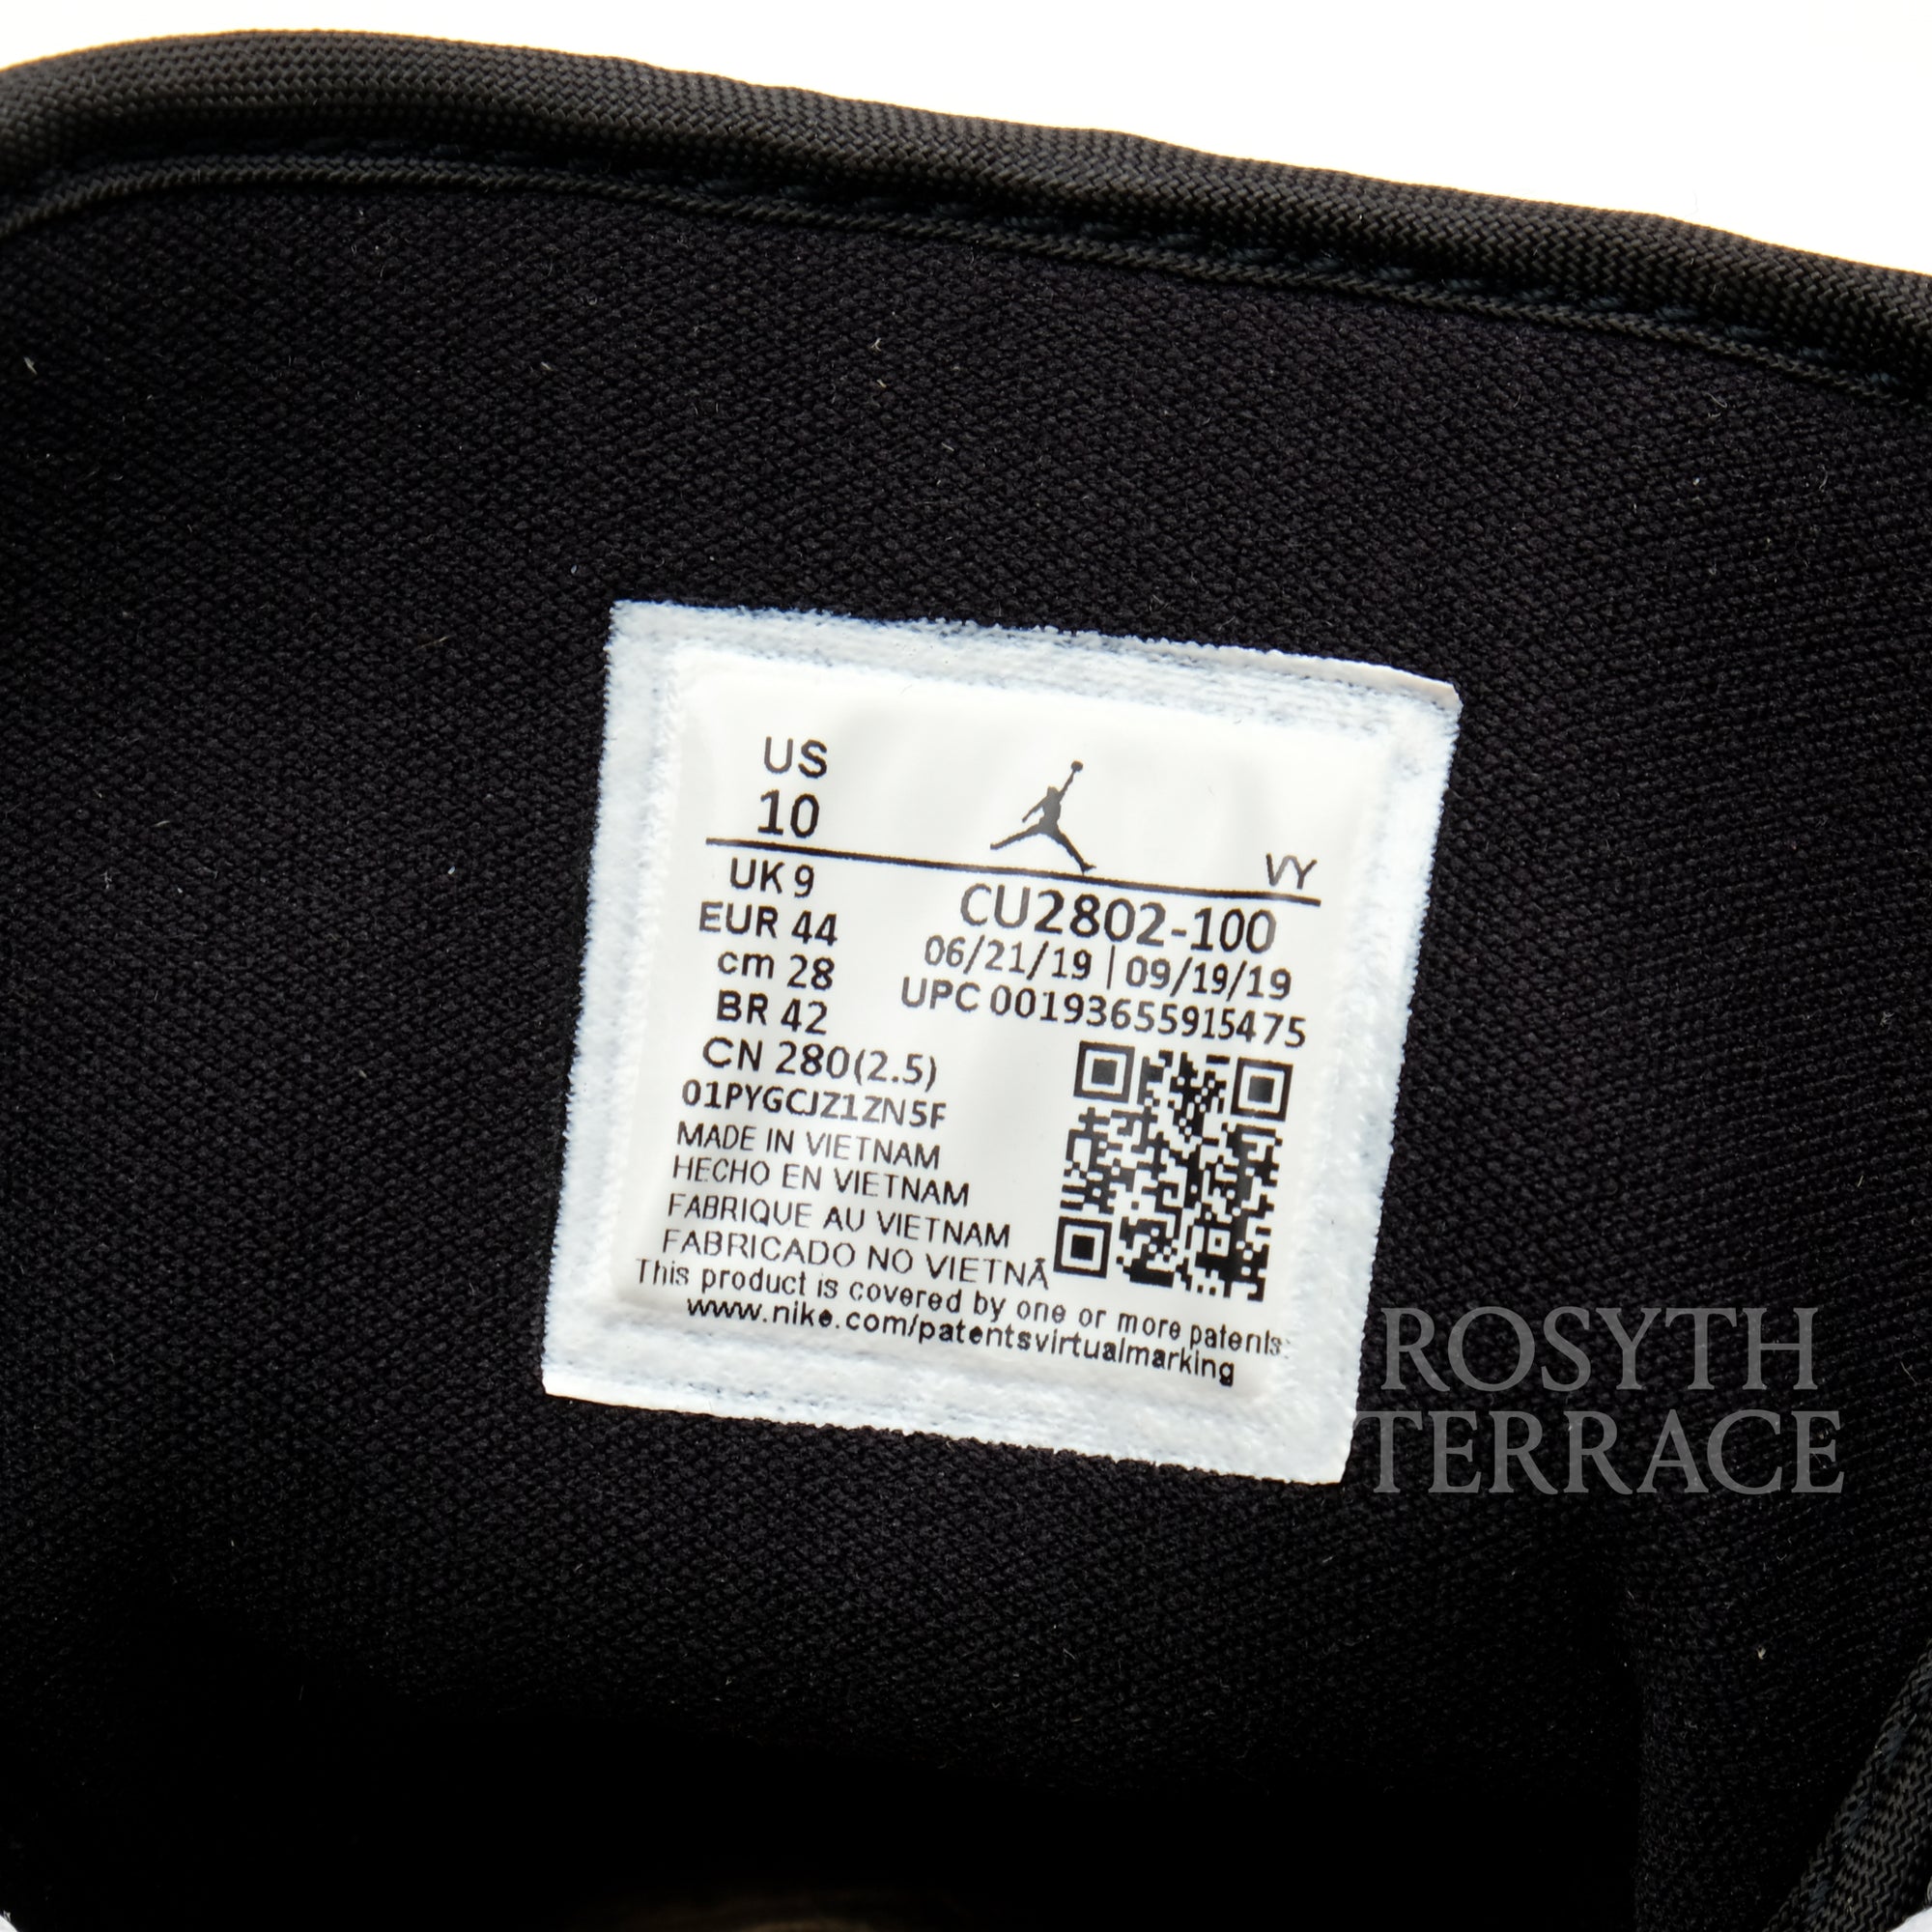 US
10
VY
UK 9
EUR 44
cm 28
BR 42
CN 280(2.5)
01PYGCJZ1ZN5F
CU2802-100
06/21/19 | 09/19/19
UPC 00193655915475
MADE IN VIETNAM
HECHO EN VIETNAM
FABRIQUE AU VIETNAM
FABRICADO NO VIETNÃ
This product is covered by one or more patents:
www.nike.com/patentsvirtualmarking
ROSYTH
TERRACE